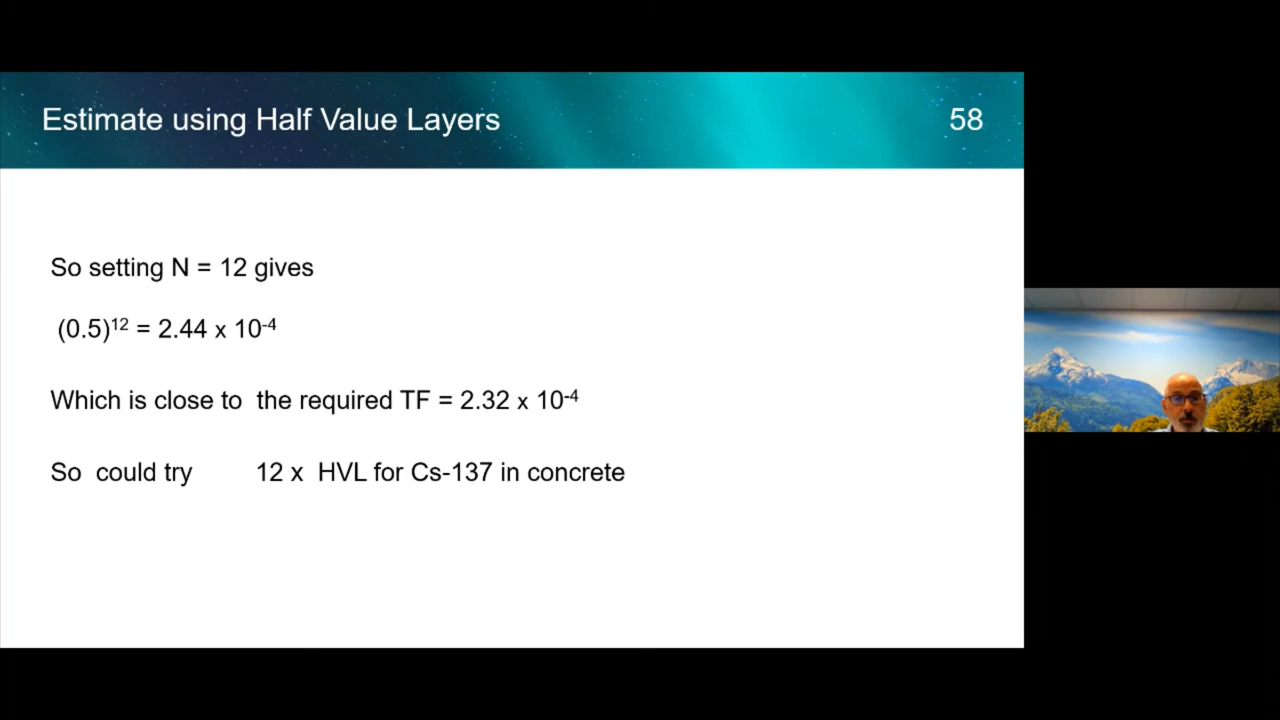 Estimate using Half Value Layers 58
So setting N = 12 gives
(0.5)¹² = 2.44 x 10⁻⁴
Which is close to the required TF = 2.32 x 10⁻⁴
So could try 12 x HVL for Cs-137 in concrete